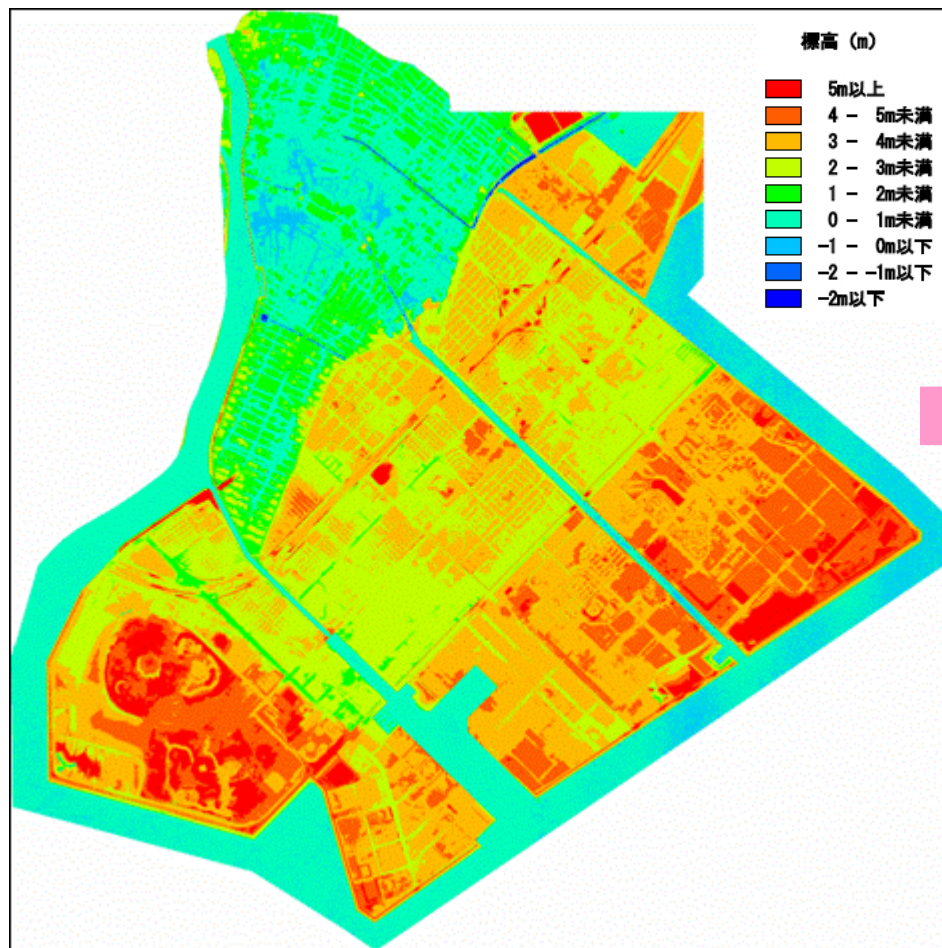 標高（m）
5m以上
4 － 5m未満
3 － 4m未満
2 － 3m未満
1 － 2m未満
0 － 1m未満
-1 － 0m以下
-2 － -1m以下
-2m以下